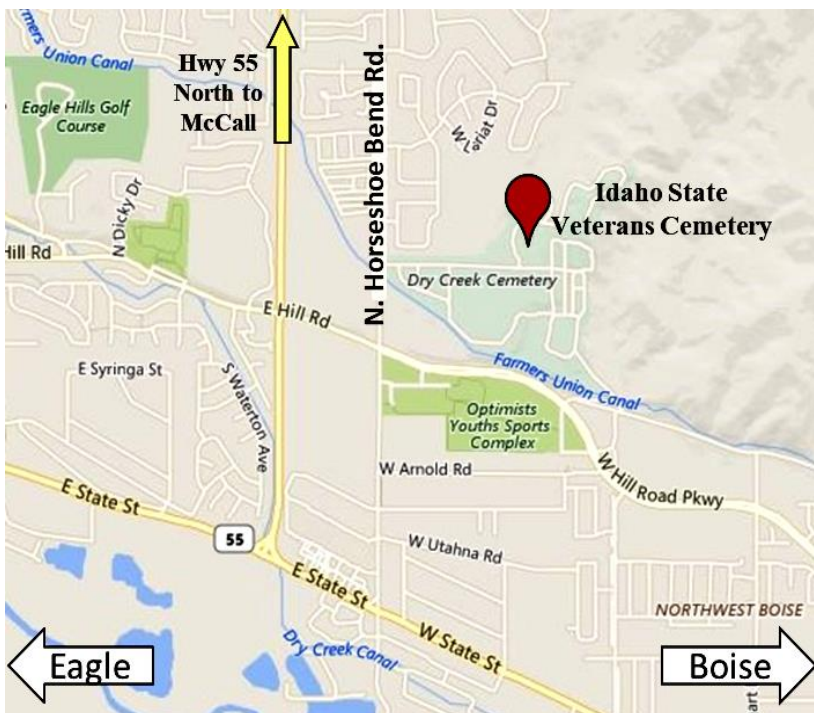 Farmers Union Canal
Hwy 55
North to
McCall
Eagle Hills Golf
Course
N. Horseshoe Bend Rd.
W Lariat Dr
Idaho State
Veterans Cemetery
N Dicky Dr
Hill Rd
Dry Creek Cemetery
E Hill Rd
Farmers Union Canal
E Syringa St
S Waterton Ave
Optimists
Youths Sports
Complex
W Arnold Rd
W Hill Road Pkwy
E State St
55
W Utahna Rd
E State St
NORTHWEST BOISE
W State St
Dry Creek Canal
Eagle
Boise